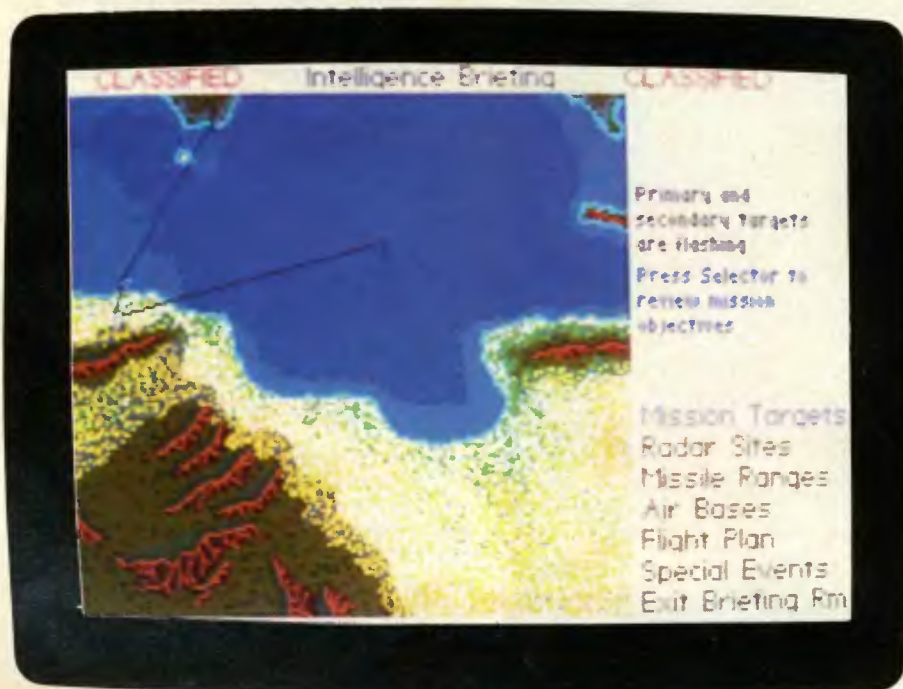 CLASSIFIED Intelligence Briefing CLASSIFIED
Primary and
secondary targets
are flashing
Press Selector to
review mission
objectives
Mission Targets
Radar Sites
Missile Ranges
Air Bases
Flight Plan
Special Events
Exit Briefing Rm